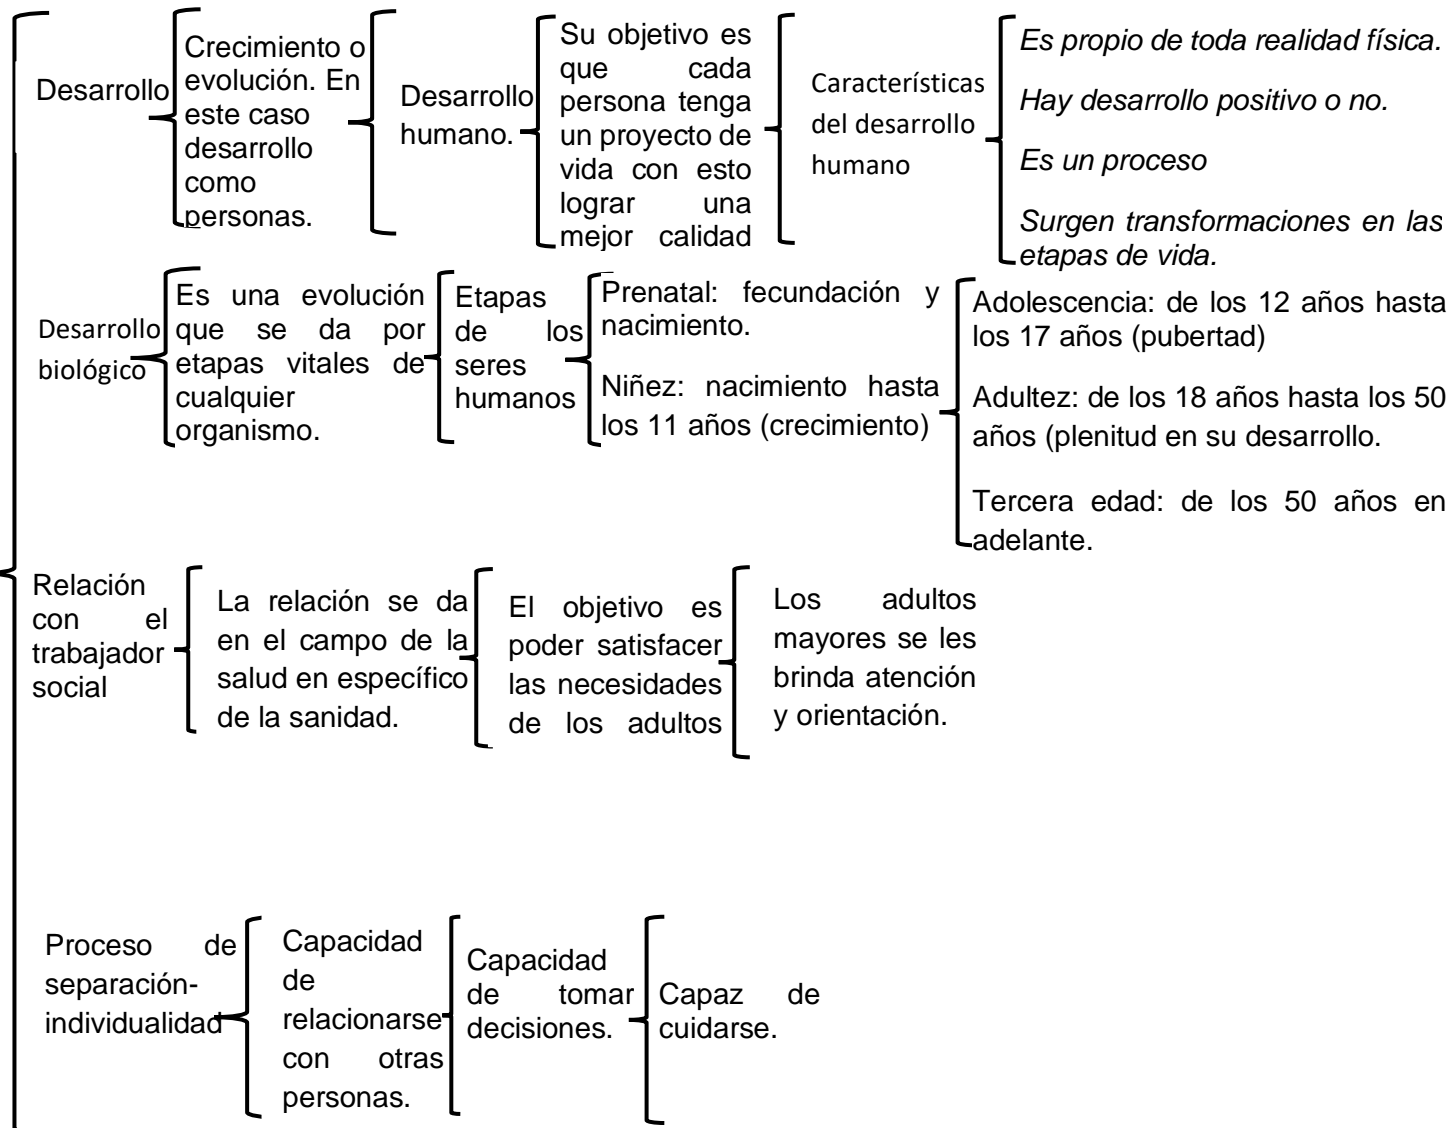 Desarrollo
Crecimiento o
evolución. En
este caso
desarrollo
como
personas.
Desarrollo
humano.
Su objetivo es
que cada
persona tenga
un proyecto de
vida con esto
lograr una
mejor calidad
Características
del desarrollo
humano
Es propio de toda realidad física.
Hay desarrollo positivo o no.
Es un proceso
Surgen transformaciones en las
etapas de vida.
Desarrollo
biológico
Es una evolución
que se da por
etapas vitales de
cualquier
organismo.
Etapas
de los
seres
humanos
Prenatal: fecundación y
nacimiento.
Niñez: nacimiento hasta
los 11 años (crecimiento)
Adolescencia: de los 12 años hasta
los 17 años (pubertad)
Adultez: de los 18 años hasta los 50
años (plenitud en su desarrollo.
Tercera edad: de los 50 años en
adelante.
Relación
con el
trabajador
social
La relación se da
en el campo de la
salud en específico
de la sanidad.
El objetivo es
poder satisfacer
las necesidades
de los adultos
Los adultos
mayores se les
brinda atención
y orientación.
Proceso de
separación-
individualidad
Capacidad
de
relacionarse
con otras
personas.
Capacidad
de tomar
decisiones.
Capaz de
cuidarse.